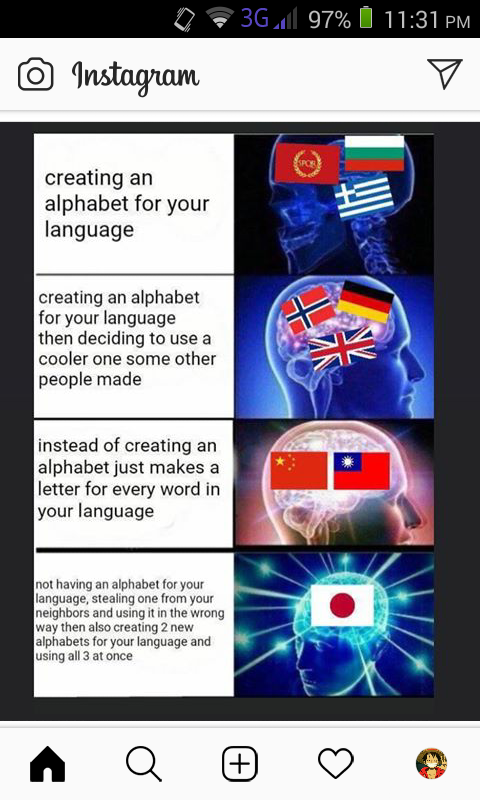 3G 97% 11:31 PM
Instagram
creating an
alphabet for your
language
SPQR
creating an alphabet
for your language
then deciding to use a
cooler one some other
people made
instead of creating an
alphabet just makes a
letter for every word in
your language
not having an alphabet for your
language, stealing one from your
neighbors and using it in the wrong
way then also creating 2 new
alphabets for your language and
using all 3 at once